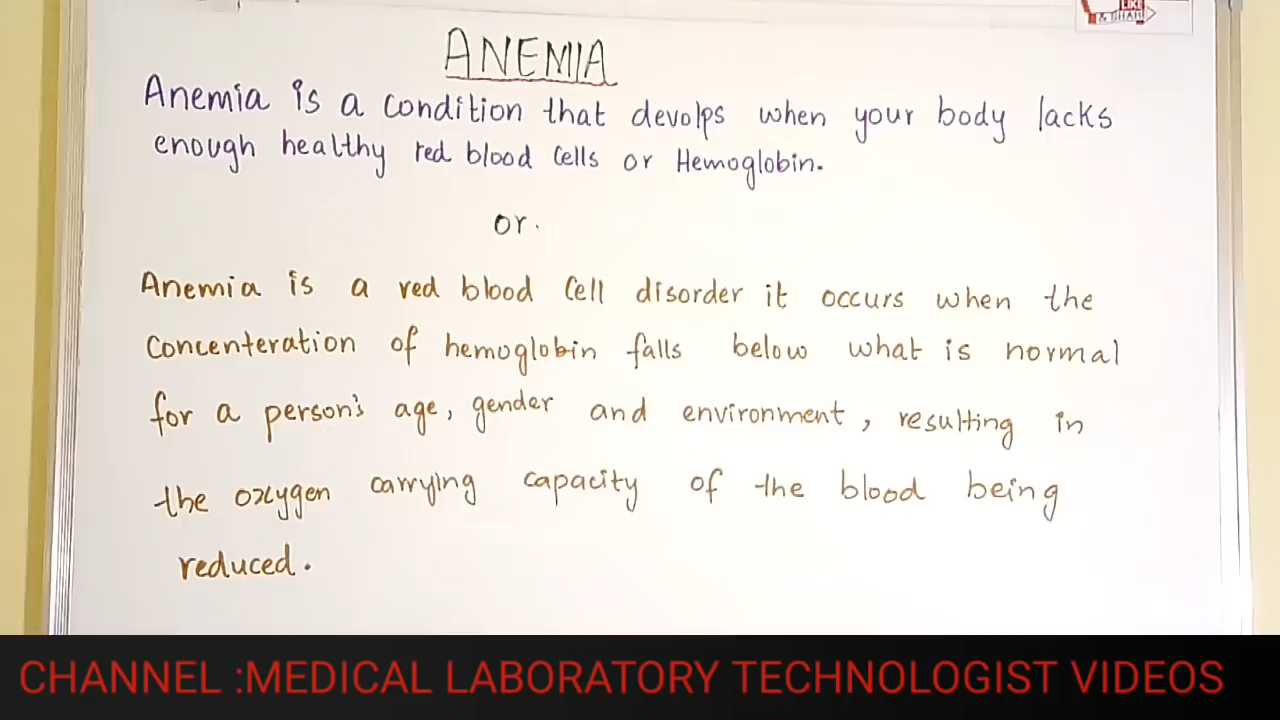 LIKE
& SHARE
ANEMIA
Anemia is a condition that devolps when your body lacks
enough healthy red blood cells or Hemoglobin.
or.
Anemia is a red blood cell disorder it occurs when the
concenteration of hemoglobin falls below what is normal
for a person's age, gender and environment, resulting in
the oxygen carrying capacity of the blood being
reduced.
CHANNEL :MEDICAL LABORATORY TECHNOLOGIST VIDEOS